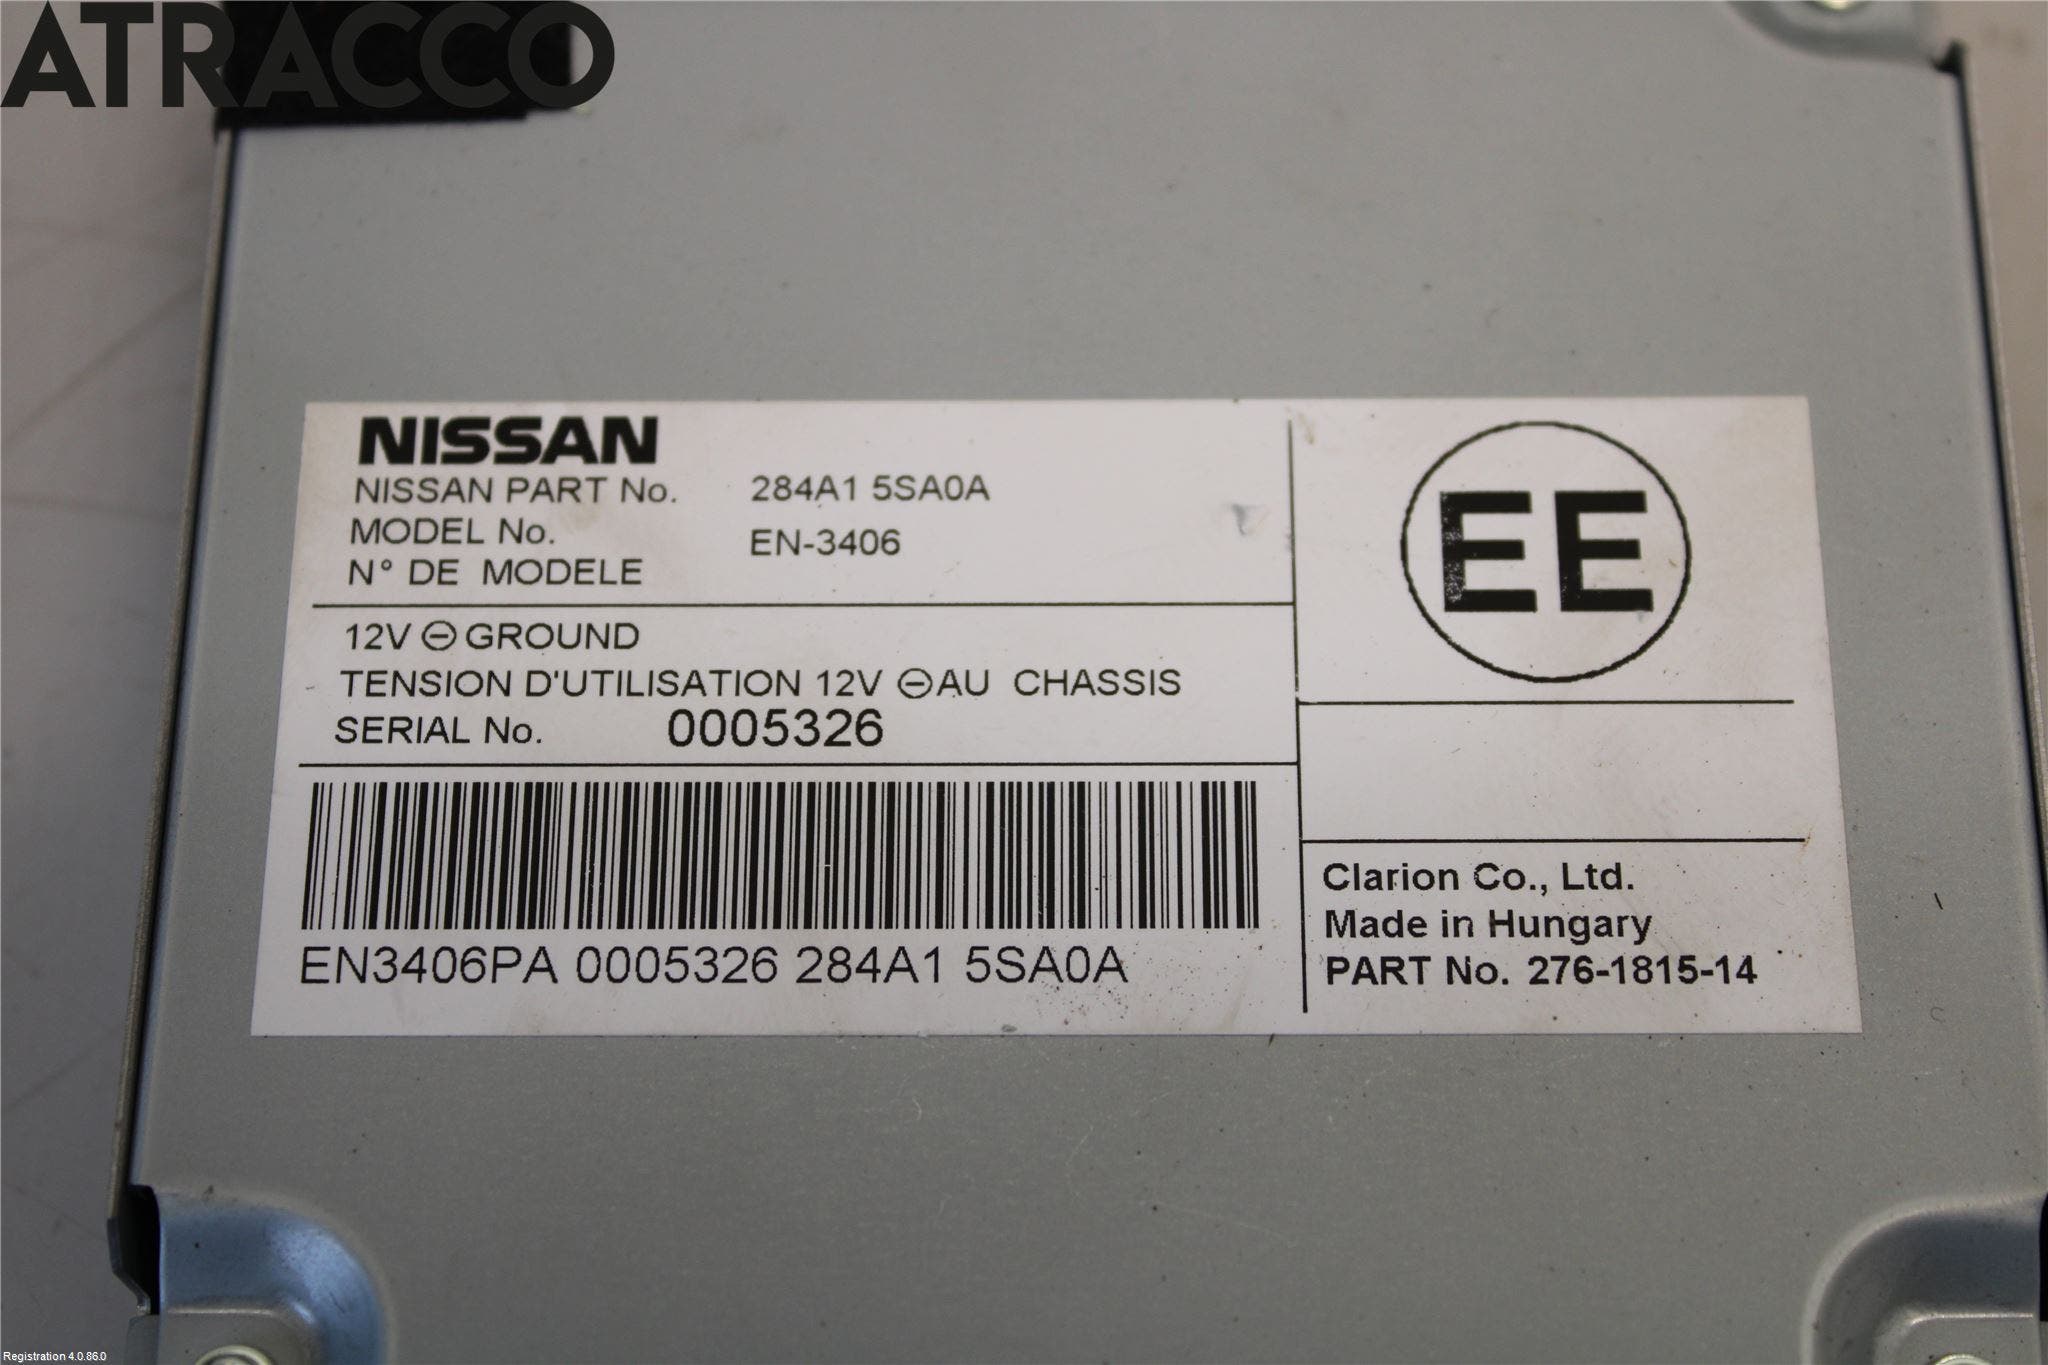 ATRACCO
NISSAN
NISSAN PART No. 284A1 5SA0A
MODEL No. EN-3406
N° DE MODELE
12V ⊖ GROUND
TENSION D'UTILISATION 12V ⊖ AU CHASSIS
SERIAL No. 0005326
EN3406PA 0005326 284A1 5SA0A
EE
Clarion Co., Ltd.
Made in Hungary
PART No. 276-1815-14
Registration 4.0.86.0